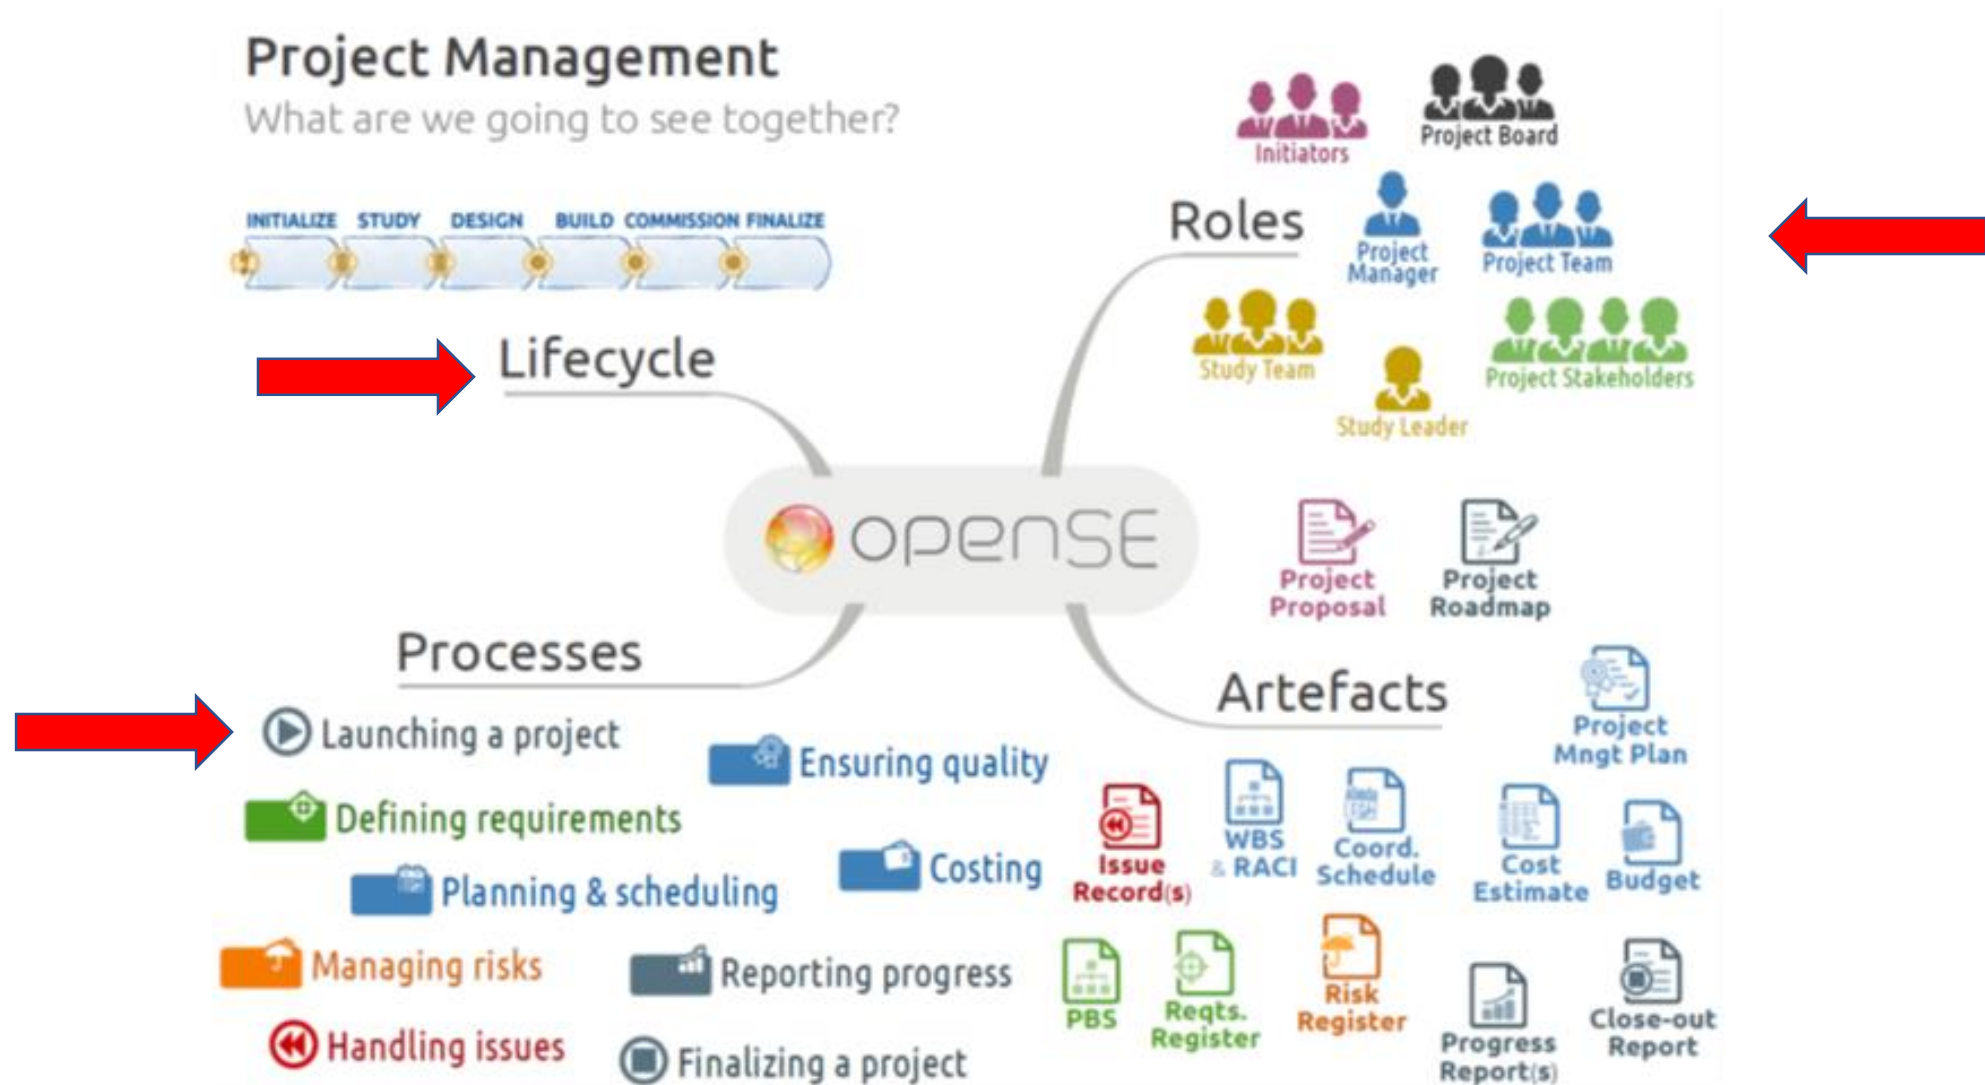 Project Management
What are we going to see together?
INITIALIZE STUDY DESIGN BUILD COMMISSION FINALIZE
Lifecycle
Roles
Initiators
Project Board
Project
Manager
Project Team
Study Team
Study Leader
Project Stakeholders
openSE
Processes
Launching a project
Ensuring quality
Defining requirements
Costing
Planning & scheduling
Managing risks
Reporting progress
Handling issues
Finalizing a project
Artefacts
Project
Proposal
Project
Roadmap
Project
Mngt Plan
Issue
Record(s)
WBS
& RACI
Coord.
Schedule
Cost
Estimate
Budget
PBS
Reqts.
Register
Risk
Register
Progress
Report(s)
Close-out
Report